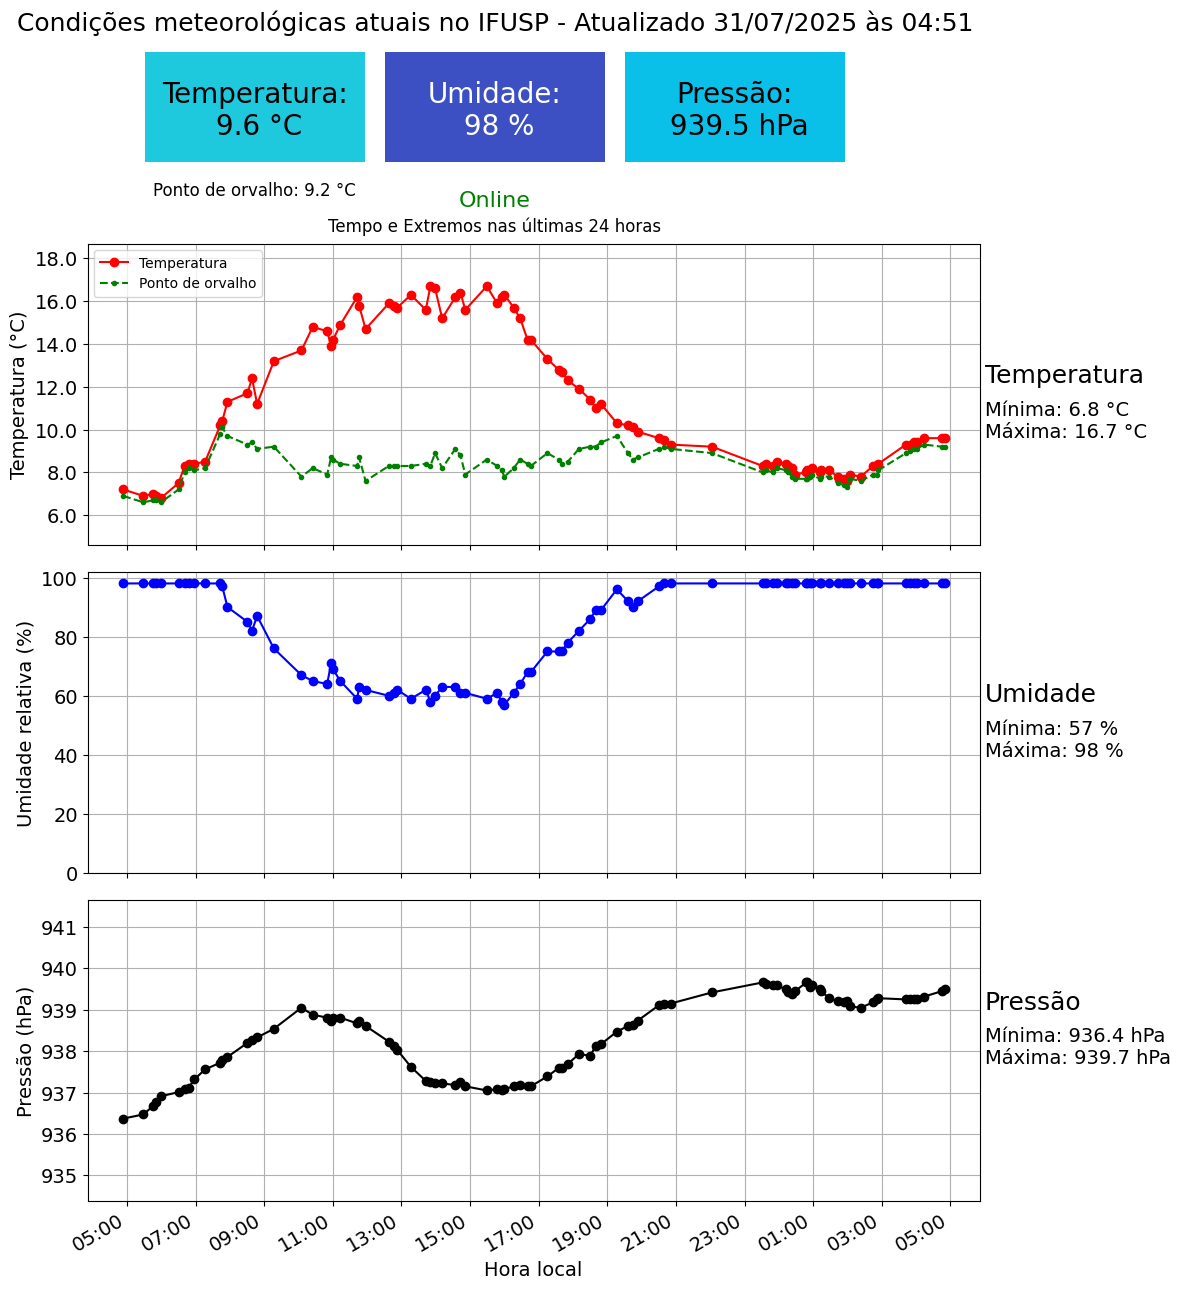 Condições meteorológicas atuais no IFUSP - Atualizado 31/07/2025 às 04:51
Temperatura:
9.6 °C
Umidade:
98 %
Pressão:
939.5 hPa
Ponto de orvalho: 9.2 °C
Online
Tempo e Extremos nas últimas 24 horas
Temperatura (°C)
18.0
16.0
14.0
12.0
10.0
8.0
6.0
Temperatura
Ponto de orvalho
Temperatura
Mínima: 6.8 °C
Máxima: 16.7 °C
Umidade relativa (%)
100
80
60
40
20
0
Umidade
Mínima: 57 %
Máxima: 98 %
Pressão (hPa)
941
940
939
938
937
936
935
Pressão
Mínima: 936.4 hPa
Máxima: 939.7 hPa
05:00 07:00 09:00 11:00 13:00 15:00 17:00 19:00 21:00 23:00 01:00 03:00 05:00
Hora local